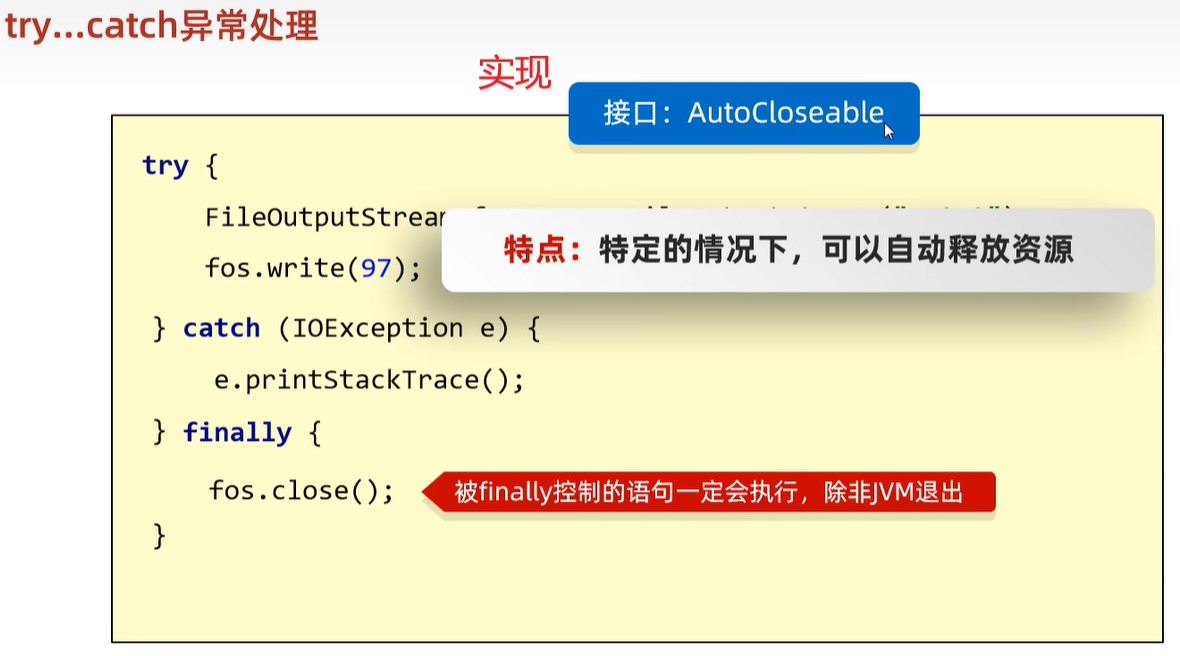 try...catch异常处理
实现
接口：AutoCloseable
try {
FileOutputStream
特点：特定的情况下，可以自动释放资源
fos.write(97);
} catch (IOException e) {
e.printStackTrace();
} finally {
fos.close();
被finally控制的语句一定会执行，除非JVM退出
}